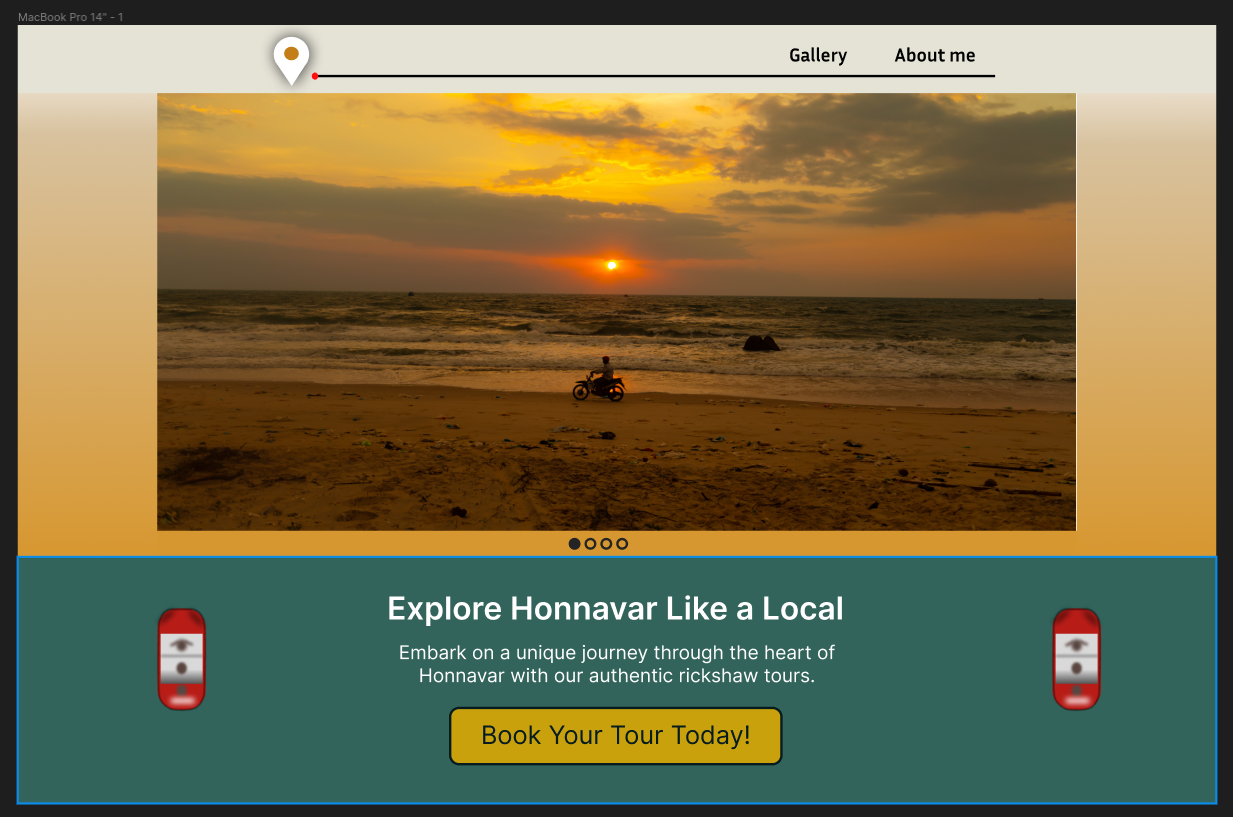 MacBook Pro 14" - 1
Gallery About me
Explore Honnavar Like a Local
Embark on a unique journey through the heart of
Honnavar with our authentic rickshaw tours.
Book Your Tour Today!